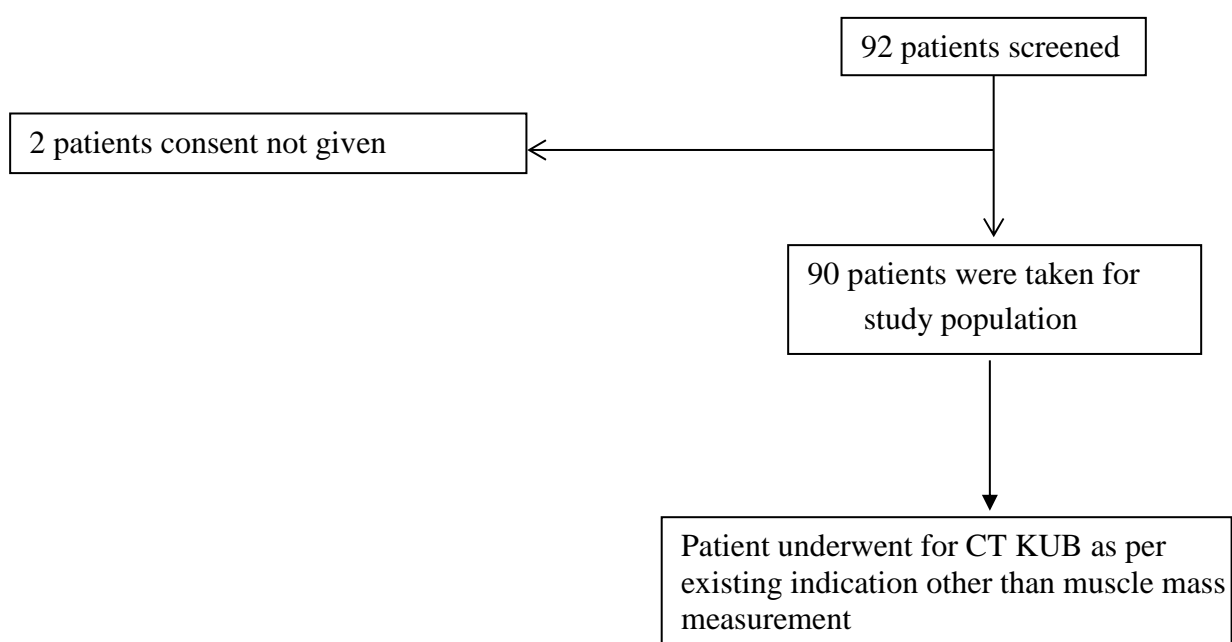 92 patients screened
2 patients consent not given
90 patients were taken for
study population
Patient underwent for CT KUB as per
existing indication other than muscle mass
measurement